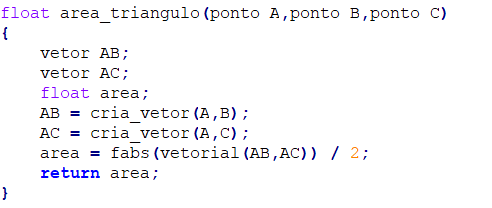 float area_triangulo(ponto A,ponto B,ponto C)
{
vetor AB;
vetor AC;
float area;
AB = cria_vetor(A,B);
AC = cria_vetor(A,C);
area = fabs(vetorial(AB,AC)) / 2;
return area;
}